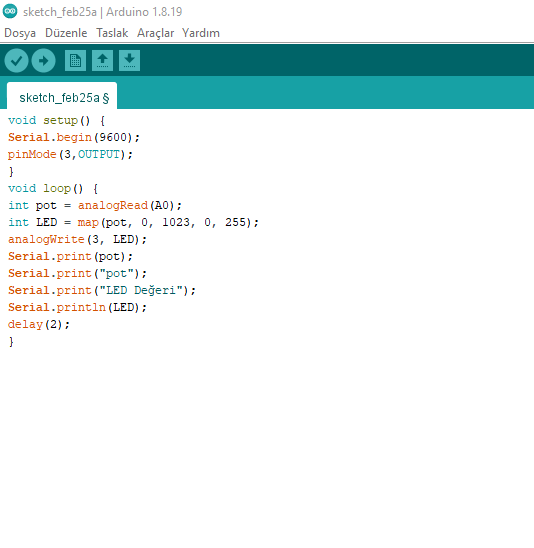 sketch_feb25a | Arduino 1.8.19
Dosya Düzenle Taslak Araçlar Yardım
sketch_feb25a §
void setup() {
Serial.begin(9600);
pinMode(3,OUTPUT);
}
void loop() {
int pot = analogRead(A0);
int LED = map(pot, 0, 1023, 0, 255);
analogWrite(3, LED);
Serial.print(pot);
Serial.print("pot");
Serial.print("LED Değeri");
Serial.println(LED);
delay(2);
}